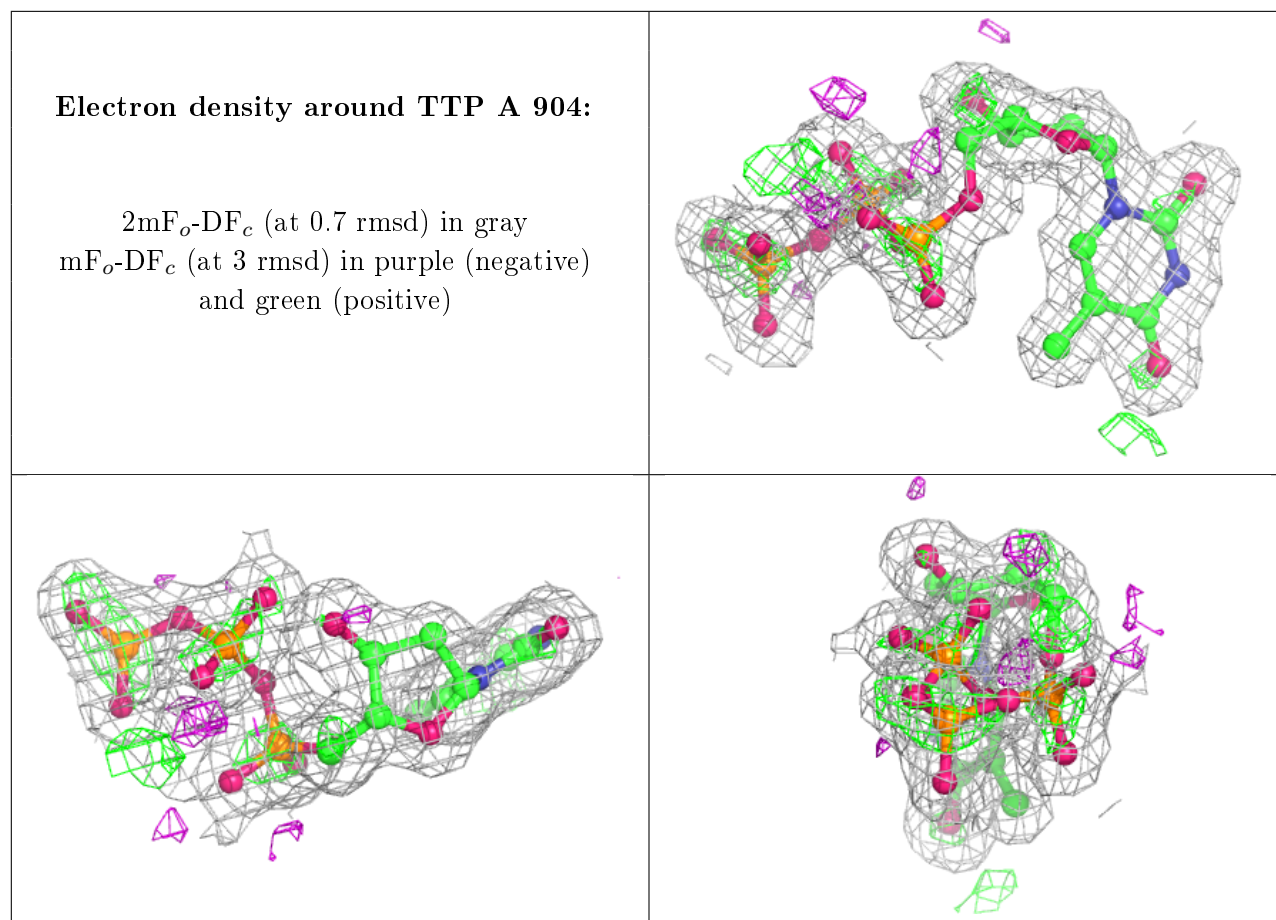 Electron density around TTP A 904:
2mFo-DFc (at 0.7 rmsd) in gray
mFo-DFc (at 3 rmsd) in purple (negative)
and green (positive)